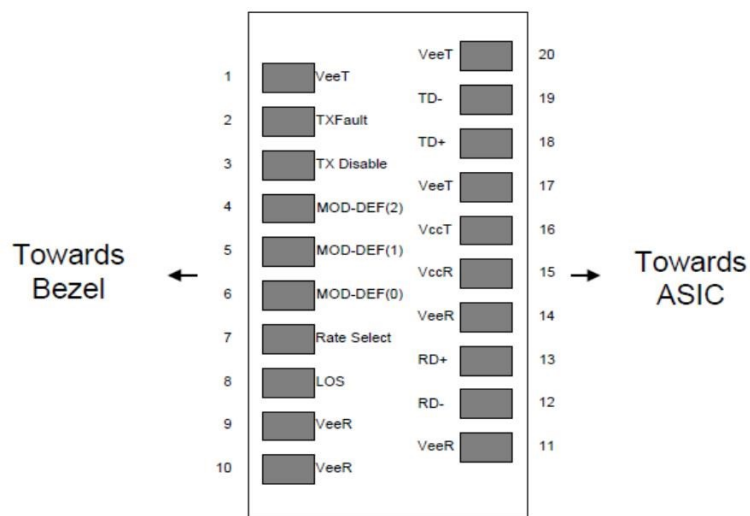 VeeT 20
1 VeeT
TD- 19
2 TXFault
TD+ 18
3 TX Disable
VeeT 17
4 MOD-DEF(2)
VccT 16
5 MOD-DEF(1)
Towards
Bezel
VccR 15
Towards
ASIC
6 MOD-DEF(0)
VeeR 14
7 Rate Select
RD+ 13
8 LOS
RD- 12
9 VeeR
VeeR 11
10 VeeR